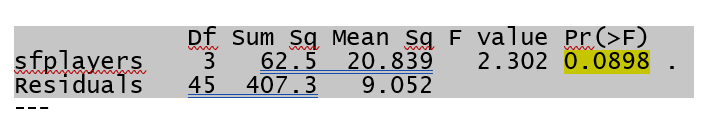 Df Sum Sq Mean Sq F value Pr(>F)
sfplayers 3 62.5 20.839 2.302 0.0898 .
Residuals 45 407.3 9.052
---